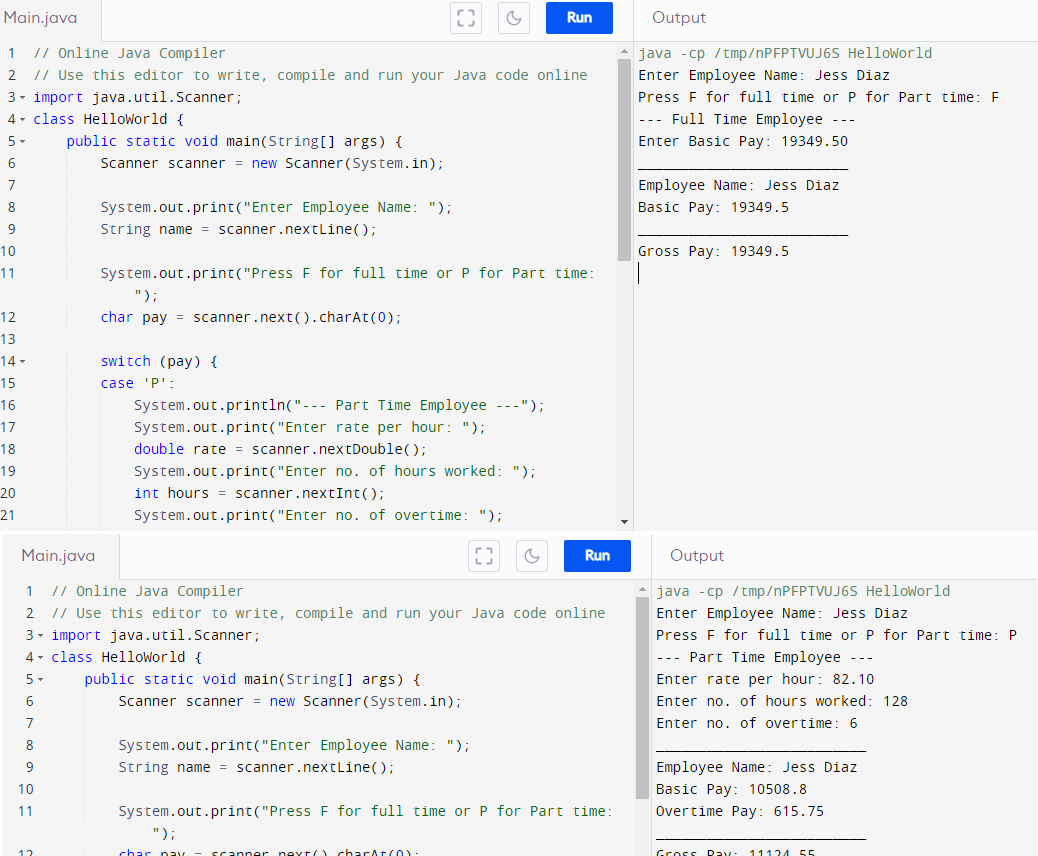 Main.java
Run
Output
1 // Online Java Compiler
2 // Use this editor to write, compile and run your Java code online
3 import java.util.Scanner;
4 class HelloWorld {
5 public static void main(String[] args) {
6 Scanner scanner = new Scanner(System.in);
7
8 System.out.print("Enter Employee Name: ");
9 String name = scanner.nextLine();
10
11 System.out.print("Press F for full time or P for Part time:
");
12 char pay = scanner.next().charAt(0);
13
14 switch (pay) {
15 case 'P':
16 System.out.println("--- Part Time Employee ---");
17 System.out.print("Enter rate per hour: ");
18 double rate = scanner.nextDouble();
19 System.out.print("Enter no. of hours worked: ");
20 int hours = scanner.nextInt();
21 System.out.print("Enter no. of overtime: ");
java -cp /tmp/nPFPTVUJ6S HelloWorld
Enter Employee Name: Jess Diaz
Press F for full time or P for Part time: F
--- Full Time Employee ---
Enter Basic Pay: 19349.50
_________________________
Employee Name: Jess Diaz
Basic Pay: 19349.5
_________________________
Gross Pay: 19349.5
Main.java
Run
Output
1 // Online Java Compiler
2 // Use this editor to write, compile and run your Java code online
3 import java.util.Scanner;
4 class HelloWorld {
5 public static void main(String[] args) {
6 Scanner scanner = new Scanner(System.in);
7
8 System.out.print("Enter Employee Name: ");
9 String name = scanner.nextLine();
10
11 System.out.print("Press F for full time or P for Part time:
");
12 char pay = scanner.next().charAt(0);
java -cp /tmp/nPFPTVUJ6S HelloWorld
Enter Employee Name: Jess Diaz
Press F for full time or P for Part time: P
--- Part Time Employee ---
Enter rate per hour: 82.10
Enter no. of hours worked: 128
Enter no. of overtime: 6
_________________________
Employee Name: Jess Diaz
Basic Pay: 10508.8
Overtime Pay: 615.75
_________________________
Gross Pay: 11124.55